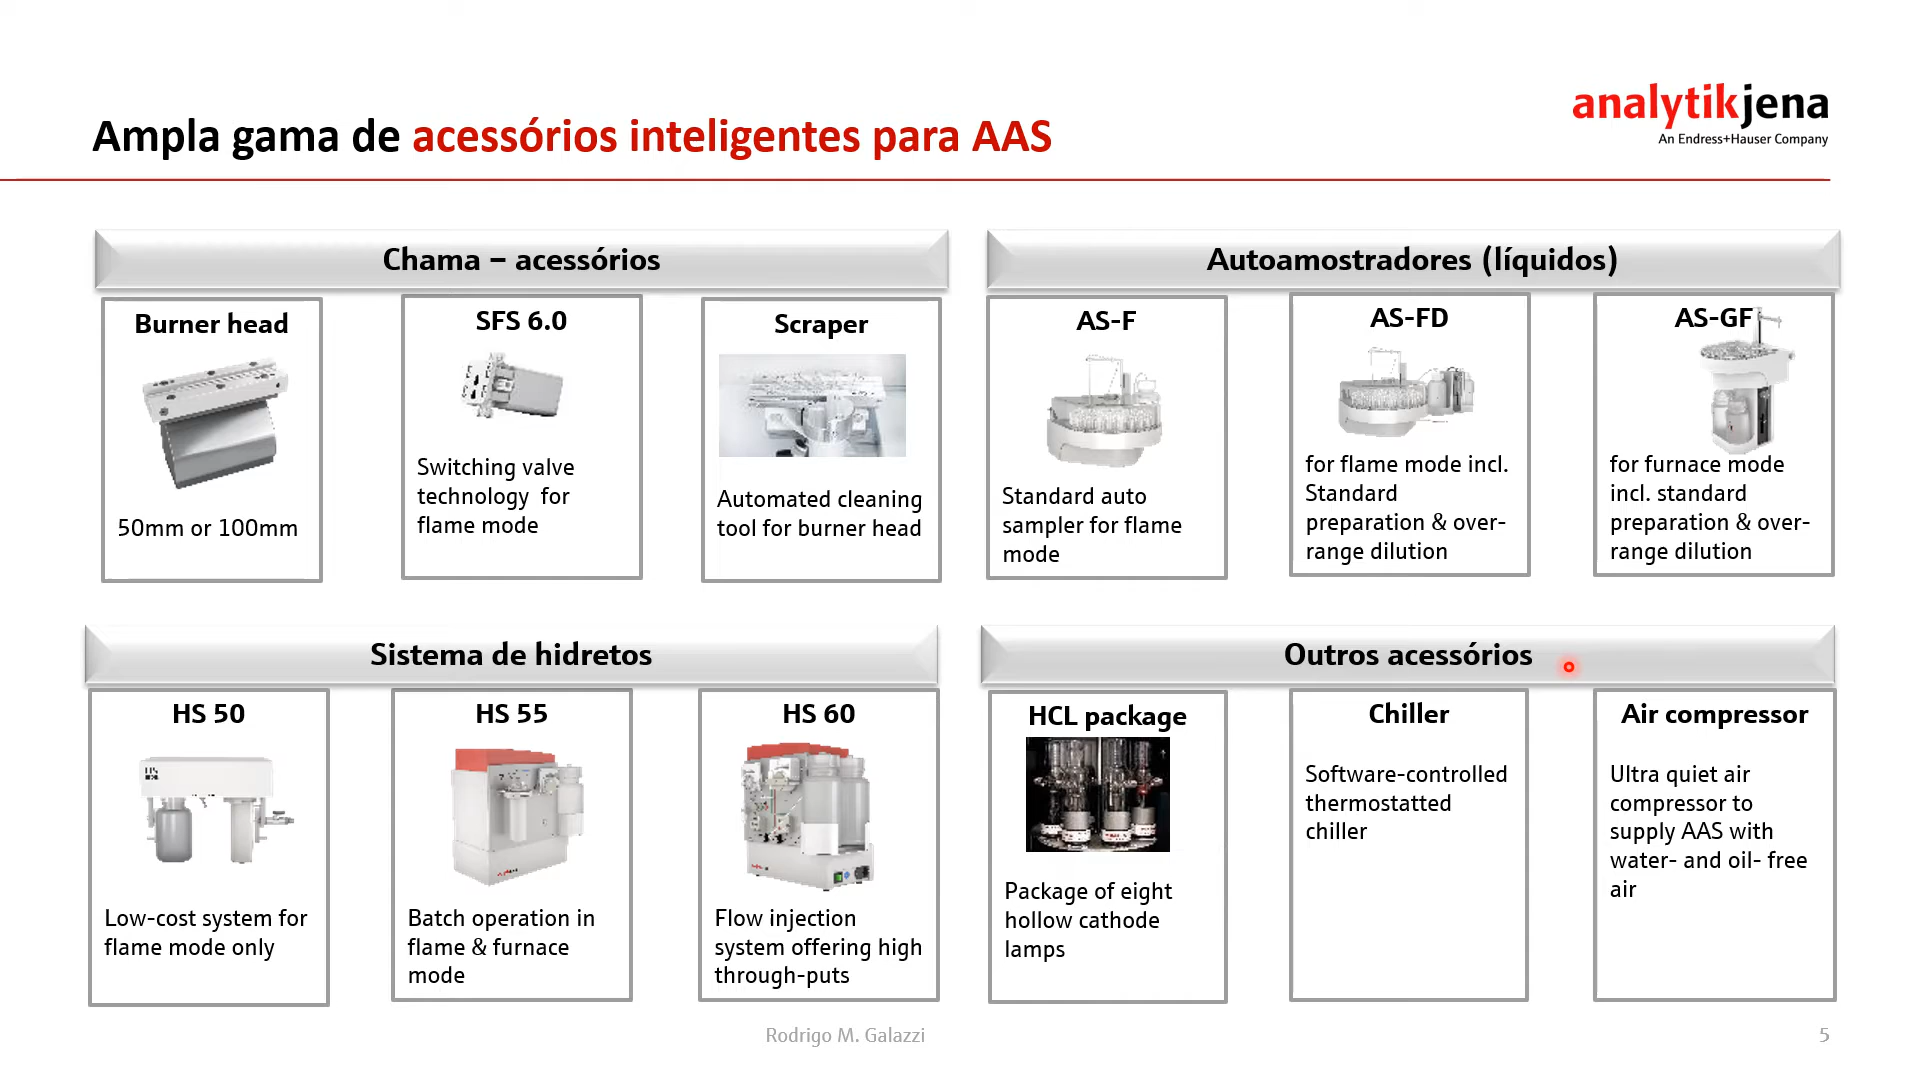 analytikjena
An Endress+Hauser Company
Ampla gama de acessórios inteligentes para AAS
Chama – acessórios
Burner head
50mm or 100mm
SFS 6.0
Switching valve
technology for
flame mode
Scraper
Automated cleaning
tool for burner head
Autoamostradores (líquidos)
AS-F
Standard auto
sampler for flame
mode
AS-FD
for flame mode incl.
Standard
preparation & over-
range dilution
AS-GF
for furnace mode
incl. standard
preparation & over-
range dilution
Sistema de hidretos
HS 50
Low-cost system for
flame mode only
HS 55
Batch operation in
flame & furnace
mode
HS 60
Flow injection
system offering high
through-puts
Outros acessórios
HCL package
Package of eight
hollow cathode
lamps
Chiller
Software-controlled
thermostatted
chiller
Air compressor
Ultra quiet air
compressor to
supply AAS with
water- and oil- free
air
Rodrigo M. Galazzi
5